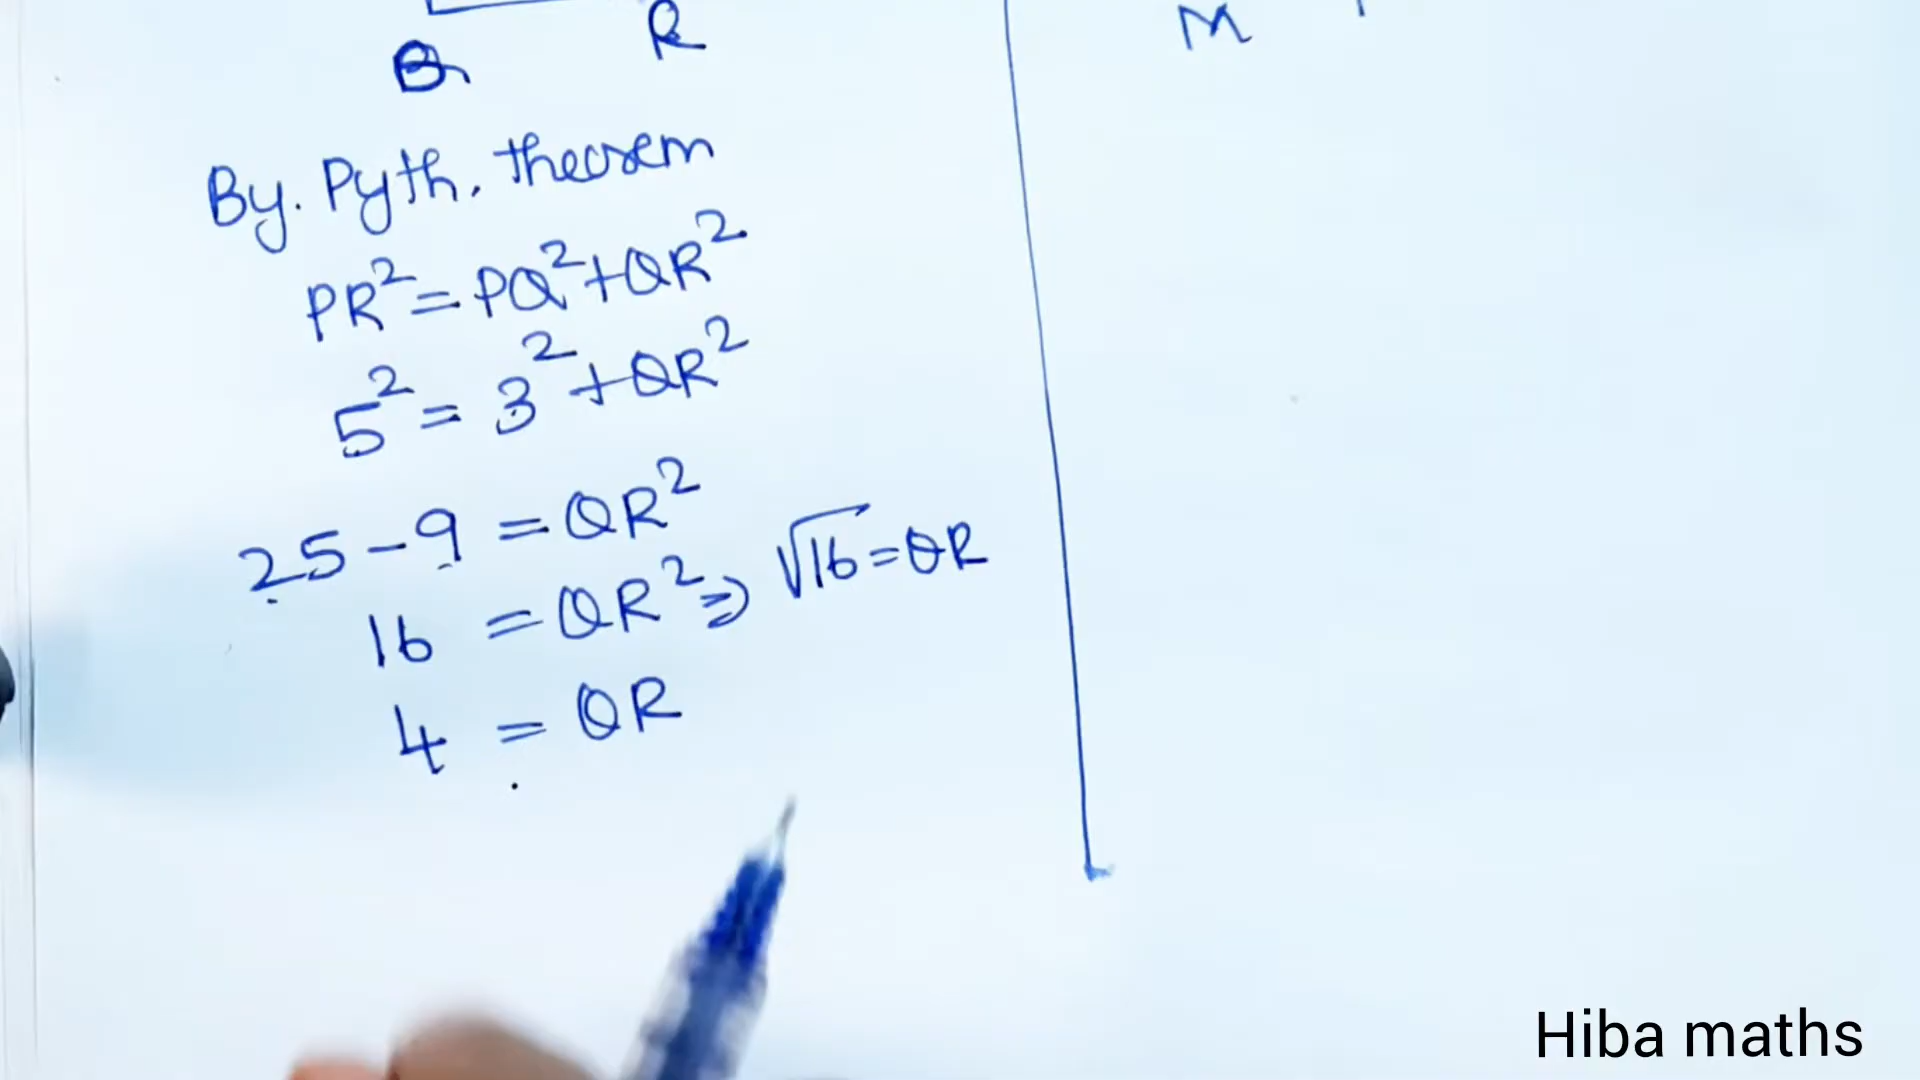 Q R
M
By. Pyth. theorem
PR² = PQ² + QR²
5² = 3² + QR²
25 - 9 = QR²
16 = QR² ⇒ √16 = QR
4 = QR
Hiba maths